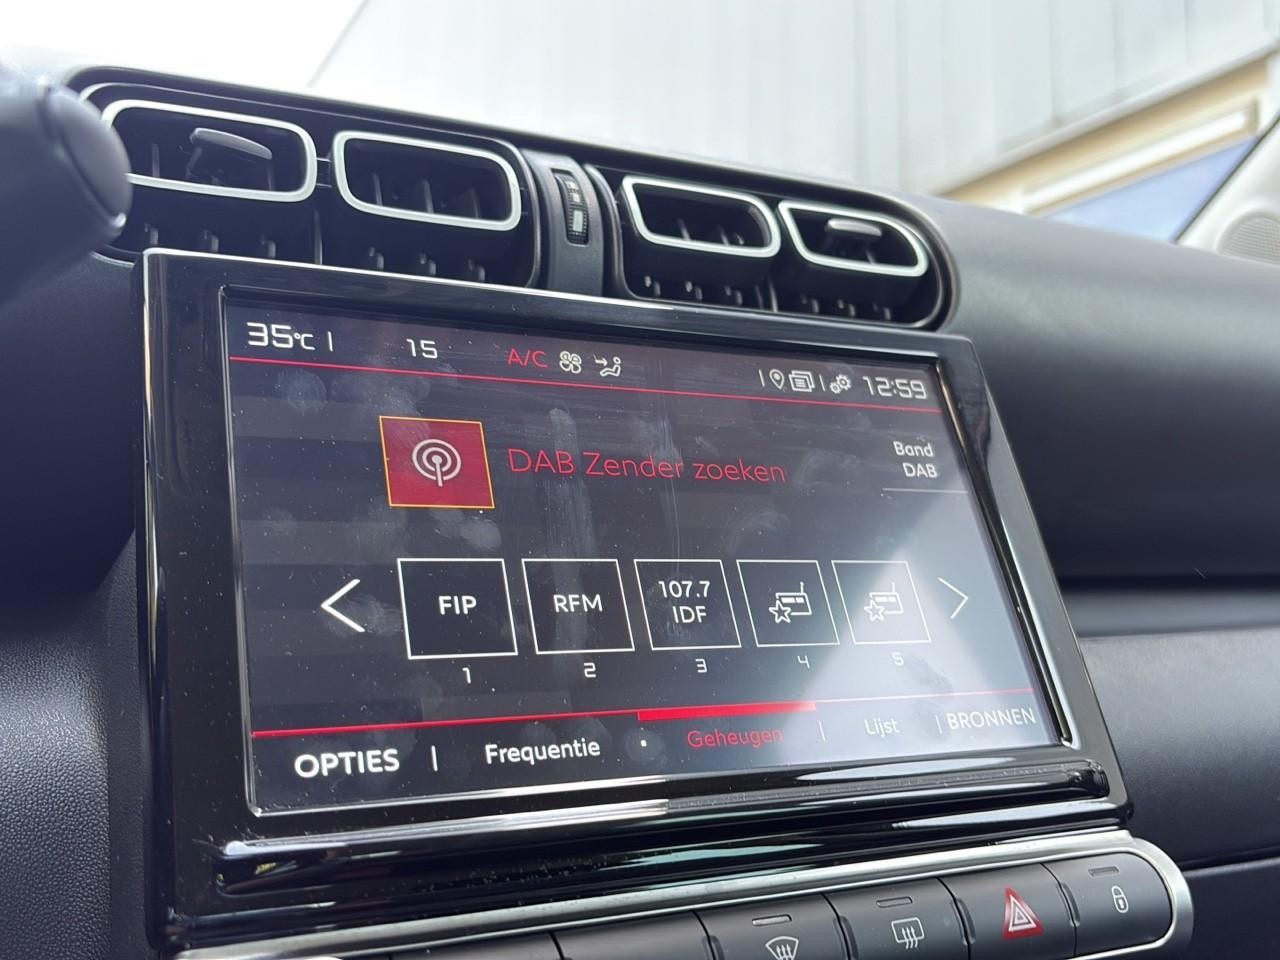 35°C | 15 A/C 12:59
DAB Zender zoeken
Band
DAB
FIP
RFM
107.7
IDF
1 2 3 4 5
OPTIES | Frequentie Geheugen | Lijst | BRONNEN